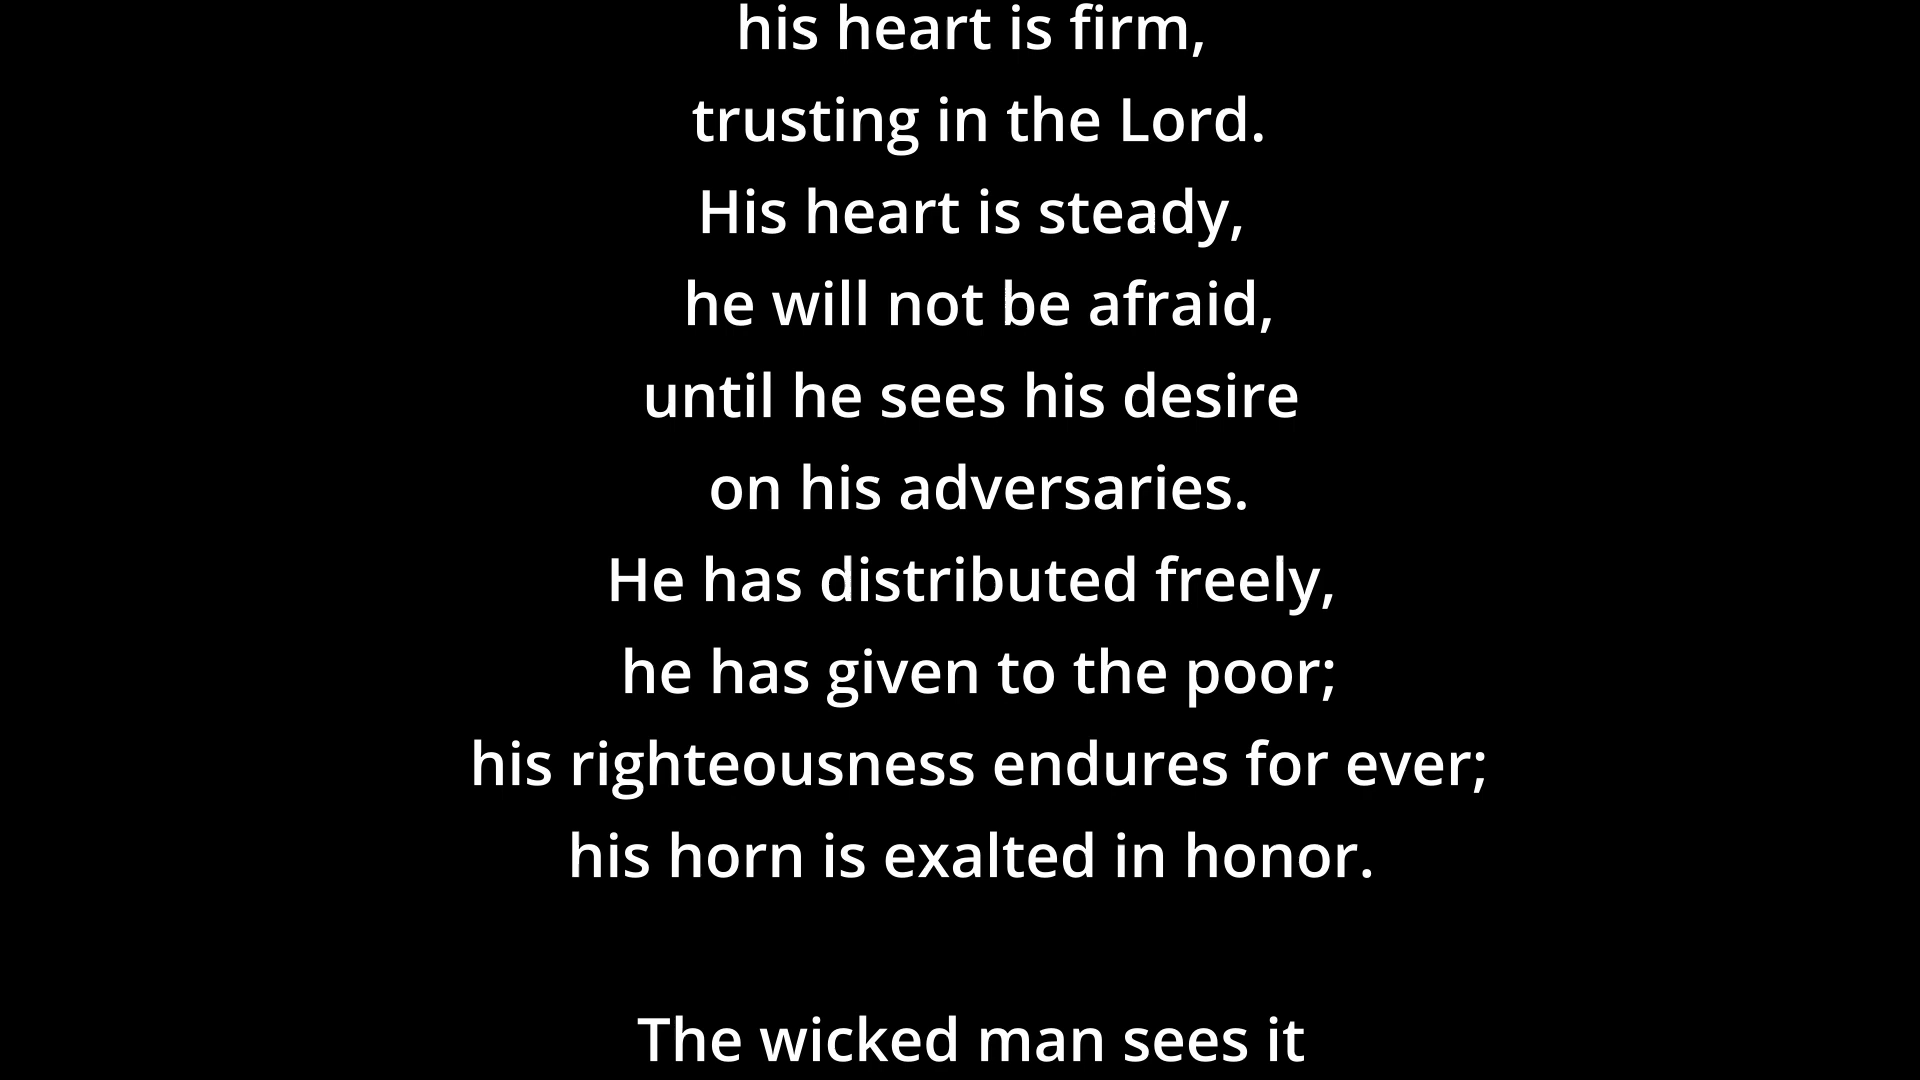 his heart is firm,
trusting in the Lord.
His heart is steady,
he will not be afraid,
until he sees his desire
on his adversaries.
He has distributed freely,
he has given to the poor;
his righteousness endures for ever;
his horn is exalted in honor.
The wicked man sees it